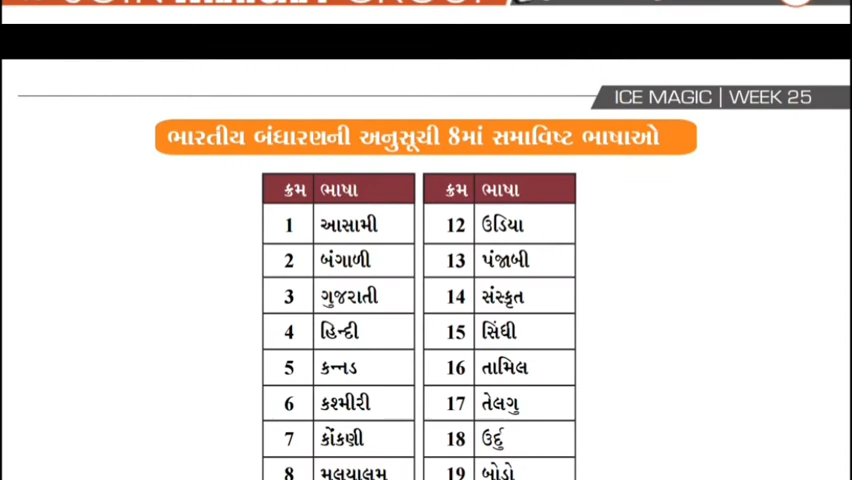 ICE MAGIC | WEEK 25
ભારતીય બંધારણની અનુસૂચી 8માં સમાવિષ્ટ ભાષાઓ
ક્રમ ભાષા ક્રમ ભાષા
1 આસામી 12 ઉડિયા
2 બંગાળી 13 પંજાબી
3 ગુજરાતી 14 સંસ્કૃત
4 હિન્દી 15 સિંધી
5 કન્નડ 16 તામિલ
6 કશ્મીરી 17 તેલગુ
7 કોંકણી 18 ઉર્દુ
8 મલયાલમ 19 બોડો